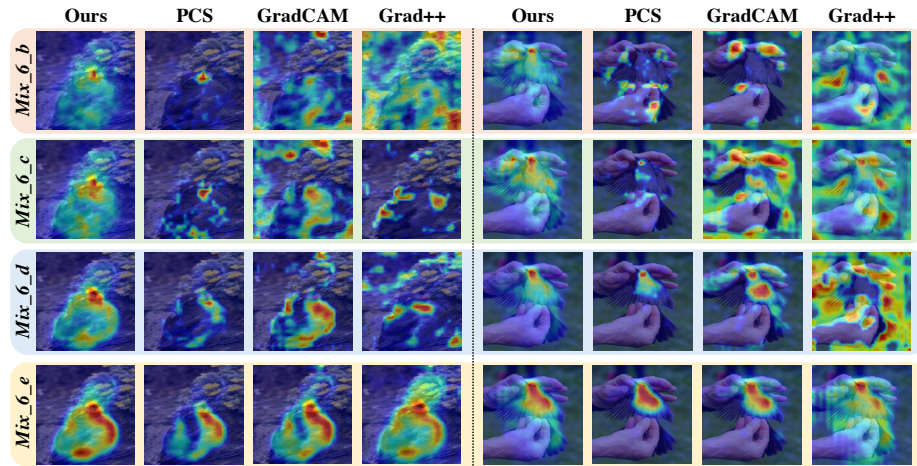 Ours PCS GradCAM Grad++ Ours PCS GradCAM Grad++
Mix_6_b
Mix_6_c
Mix_6_d
Mix_6_e